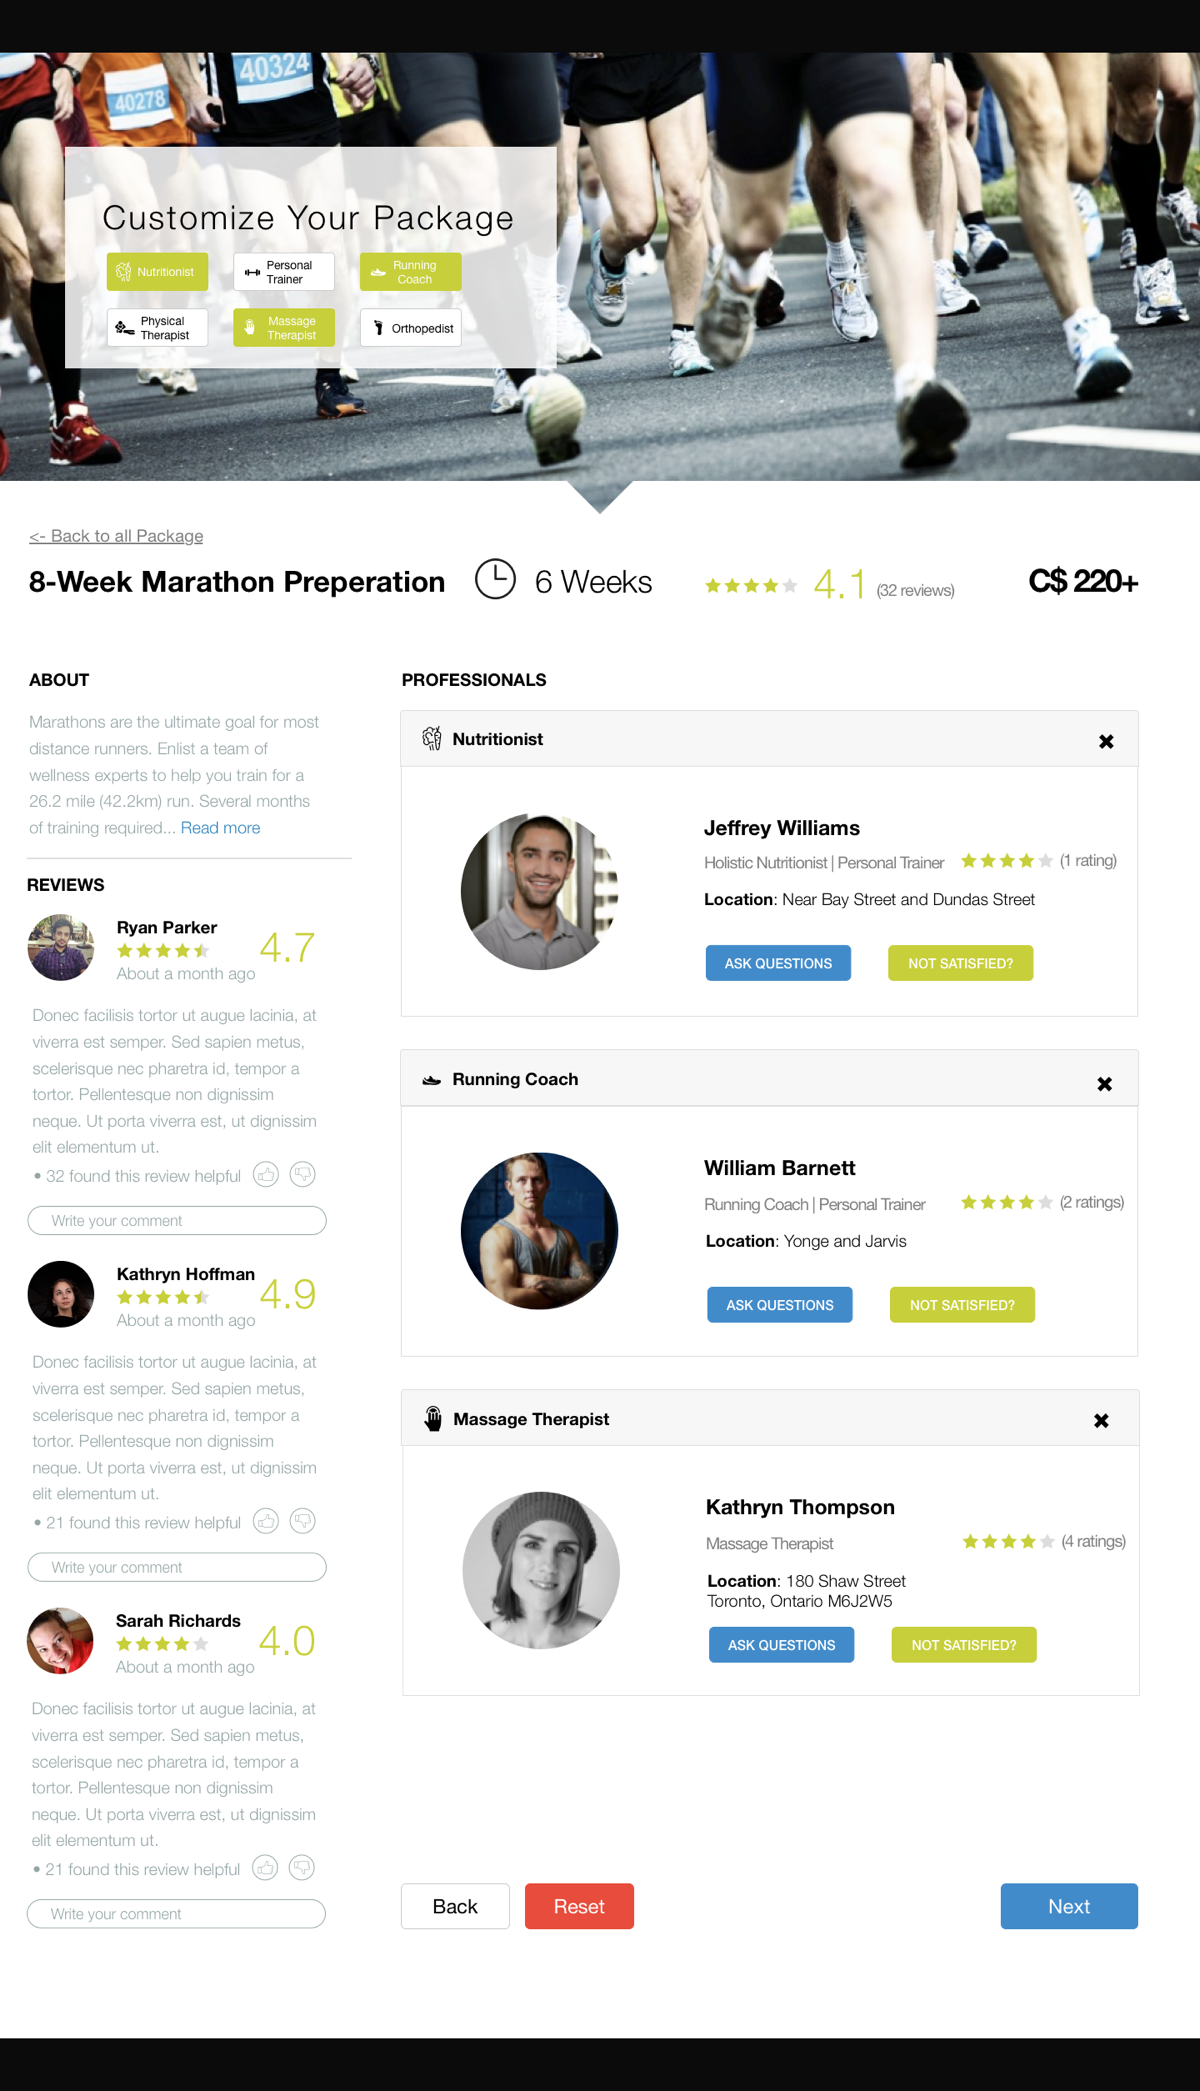 40278
40324
Customize Your Package
Nutritionist
Personal
Trainer
Running
Coach
Physical
Therapist
Massage
Therapist
Orthopedist
<- Back to all Package
8-Week Marathon Preperation
6 Weeks
4.1 (32 reviews)
C$ 220+
ABOUT
Marathons are the ultimate goal for most
distance runners. Enlist a team of
wellness experts to help you train for a
26.2 mile (42.2km) run. Several months
of training required... Read more
REVIEWS
Ryan Parker
4.7
About a month ago
Donec facilisis tortor ut augue lacinia, at
viverra est semper. Sed sapien metus,
scelerisque nec pharetra id, tempor a
tortor. Pellentesque non dignissim
neque. Ut porta viverra est, ut dignissim
elit elementum ut.
• 32 found this review helpful
Write your comment
Kathryn Hoffman
4.9
About a month ago
Donec facilisis tortor ut augue lacinia, at
viverra est semper. Sed sapien metus,
scelerisque nec pharetra id, tempor a
tortor. Pellentesque non dignissim
neque. Ut porta viverra est, ut dignissim
elit elementum ut.
• 21 found this review helpful
Write your comment
Sarah Richards
4.0
About a month ago
Donec facilisis tortor ut augue lacinia, at
viverra est semper. Sed sapien metus,
scelerisque nec pharetra id, tempor a
tortor. Pellentesque non dignissim
neque. Ut porta viverra est, ut dignissim
elit elementum ut.
• 21 found this review helpful
Write your comment
PROFESSIONALS
Nutritionist
Jeffrey Williams
Holistic Nutritionist | Personal Trainer
(1 rating)
Location: Near Bay Street and Dundas Street
ASK QUESTIONS
NOT SATISFIED?
Running Coach
William Barnett
Running Coach | Personal Trainer
(2 ratings)
Location: Yonge and Jarvis
ASK QUESTIONS
NOT SATISFIED?
Massage Therapist
Kathryn Thompson
Massage Therapist
(4 ratings)
Location: 180 Shaw Street
Toronto, Ontario M6J2W5
ASK QUESTIONS
NOT SATISFIED?
Back
Reset
Next